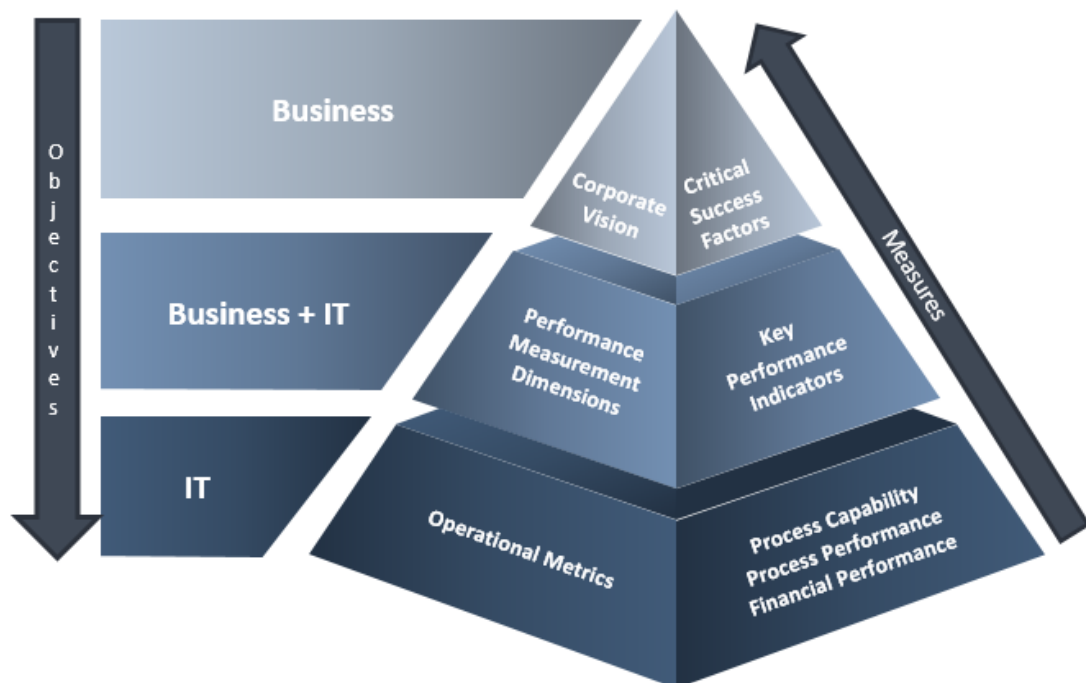 Objectives
Business
Corporate
Vision
Critical
Success
Factors
Measures
Business + IT
Performance
Measurement
Dimensions
Key
Performance
Indicators
IT
Operational Metrics
Process Capability
Process Performance
Financial Performance